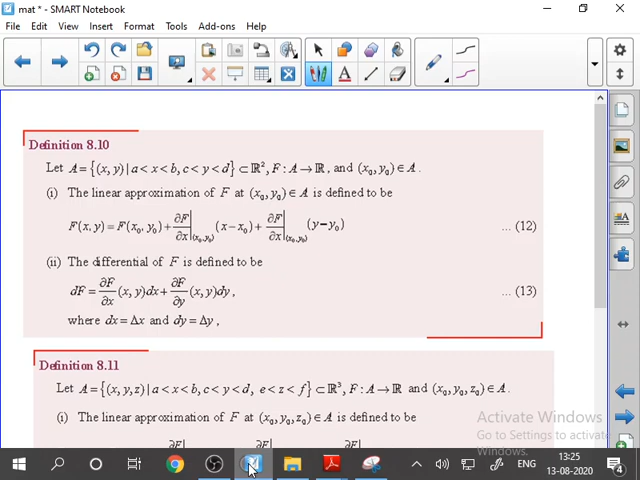 mat * - SMART Notebook
File Edit View Insert Format Tools Add-ons Help
Definition 8.10
Let A = {(x, y) | a < x < b, c < y < d} ⊂ ℝ², F : A → ℝ, and (x₀, y₀) ∈ A.
(i) The linear approximation of F at (x₀, y₀) ∈ A is defined to be
F(x, y) = F(x₀, y₀) + ∂F/∂x|(x₀, y₀) (x − x₀) + ∂F/∂x|(x₀, y₀) (y − y₀) ... (12)
(ii) The differential of F is defined to be
dF = ∂F/∂x (x, y)dx + ∂F/∂y (x, y)dy, ... (13)
where dx = Δx and dy = Δy,
Definition 8.11
Let A = {(x, y, z) | a < x < b, c < y < d, e < z < f} ⊂ ℝ³, F : A → ℝ and (x₀, y₀, z₀) ∈ A.
(i) The linear approximation of F at (x₀, y₀, z₀) ∈ A is defined to be
∂F| ∂F| ∂F|
Activate Windows
Go to Settings to activate
Windows.
ENG
13:25
13-08-2020
4